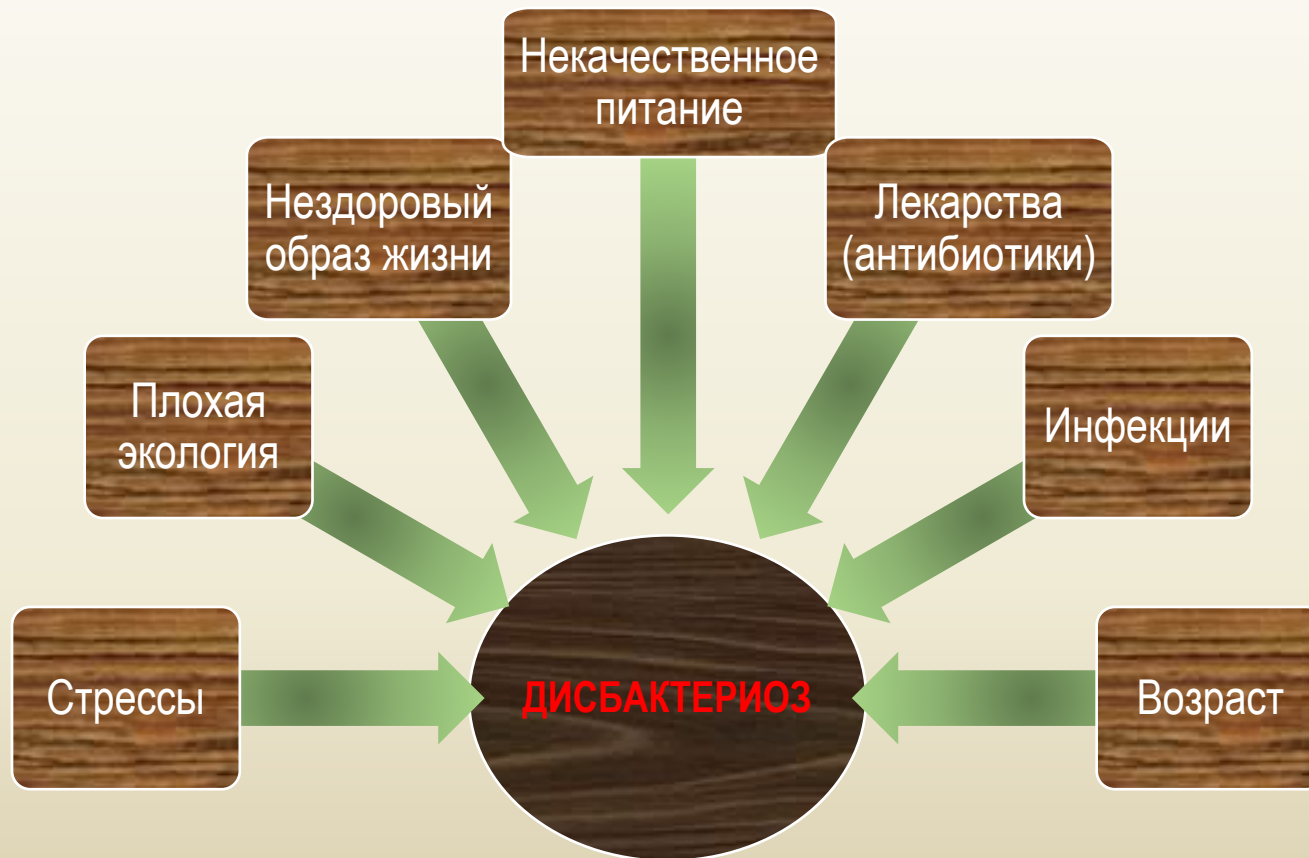 Некачественное
питание
Нездоровый
образ жизни
Лекарства
(антибиотики)
Плохая
экология
Инфекции
Стрессы
ДИСБАКТЕРИОЗ
Возраст